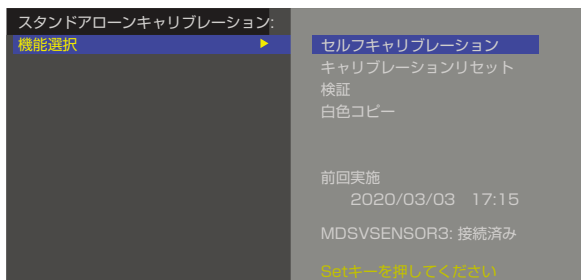 スタンドアローンキャリブレーション:
機能選択
セルフキャリブレーション
キャリブレーションリセット
検証
白色コピー
前回実施
2020/03/03 17:15
MDSVSENSOR3: 接続済み
Setキーを押してください